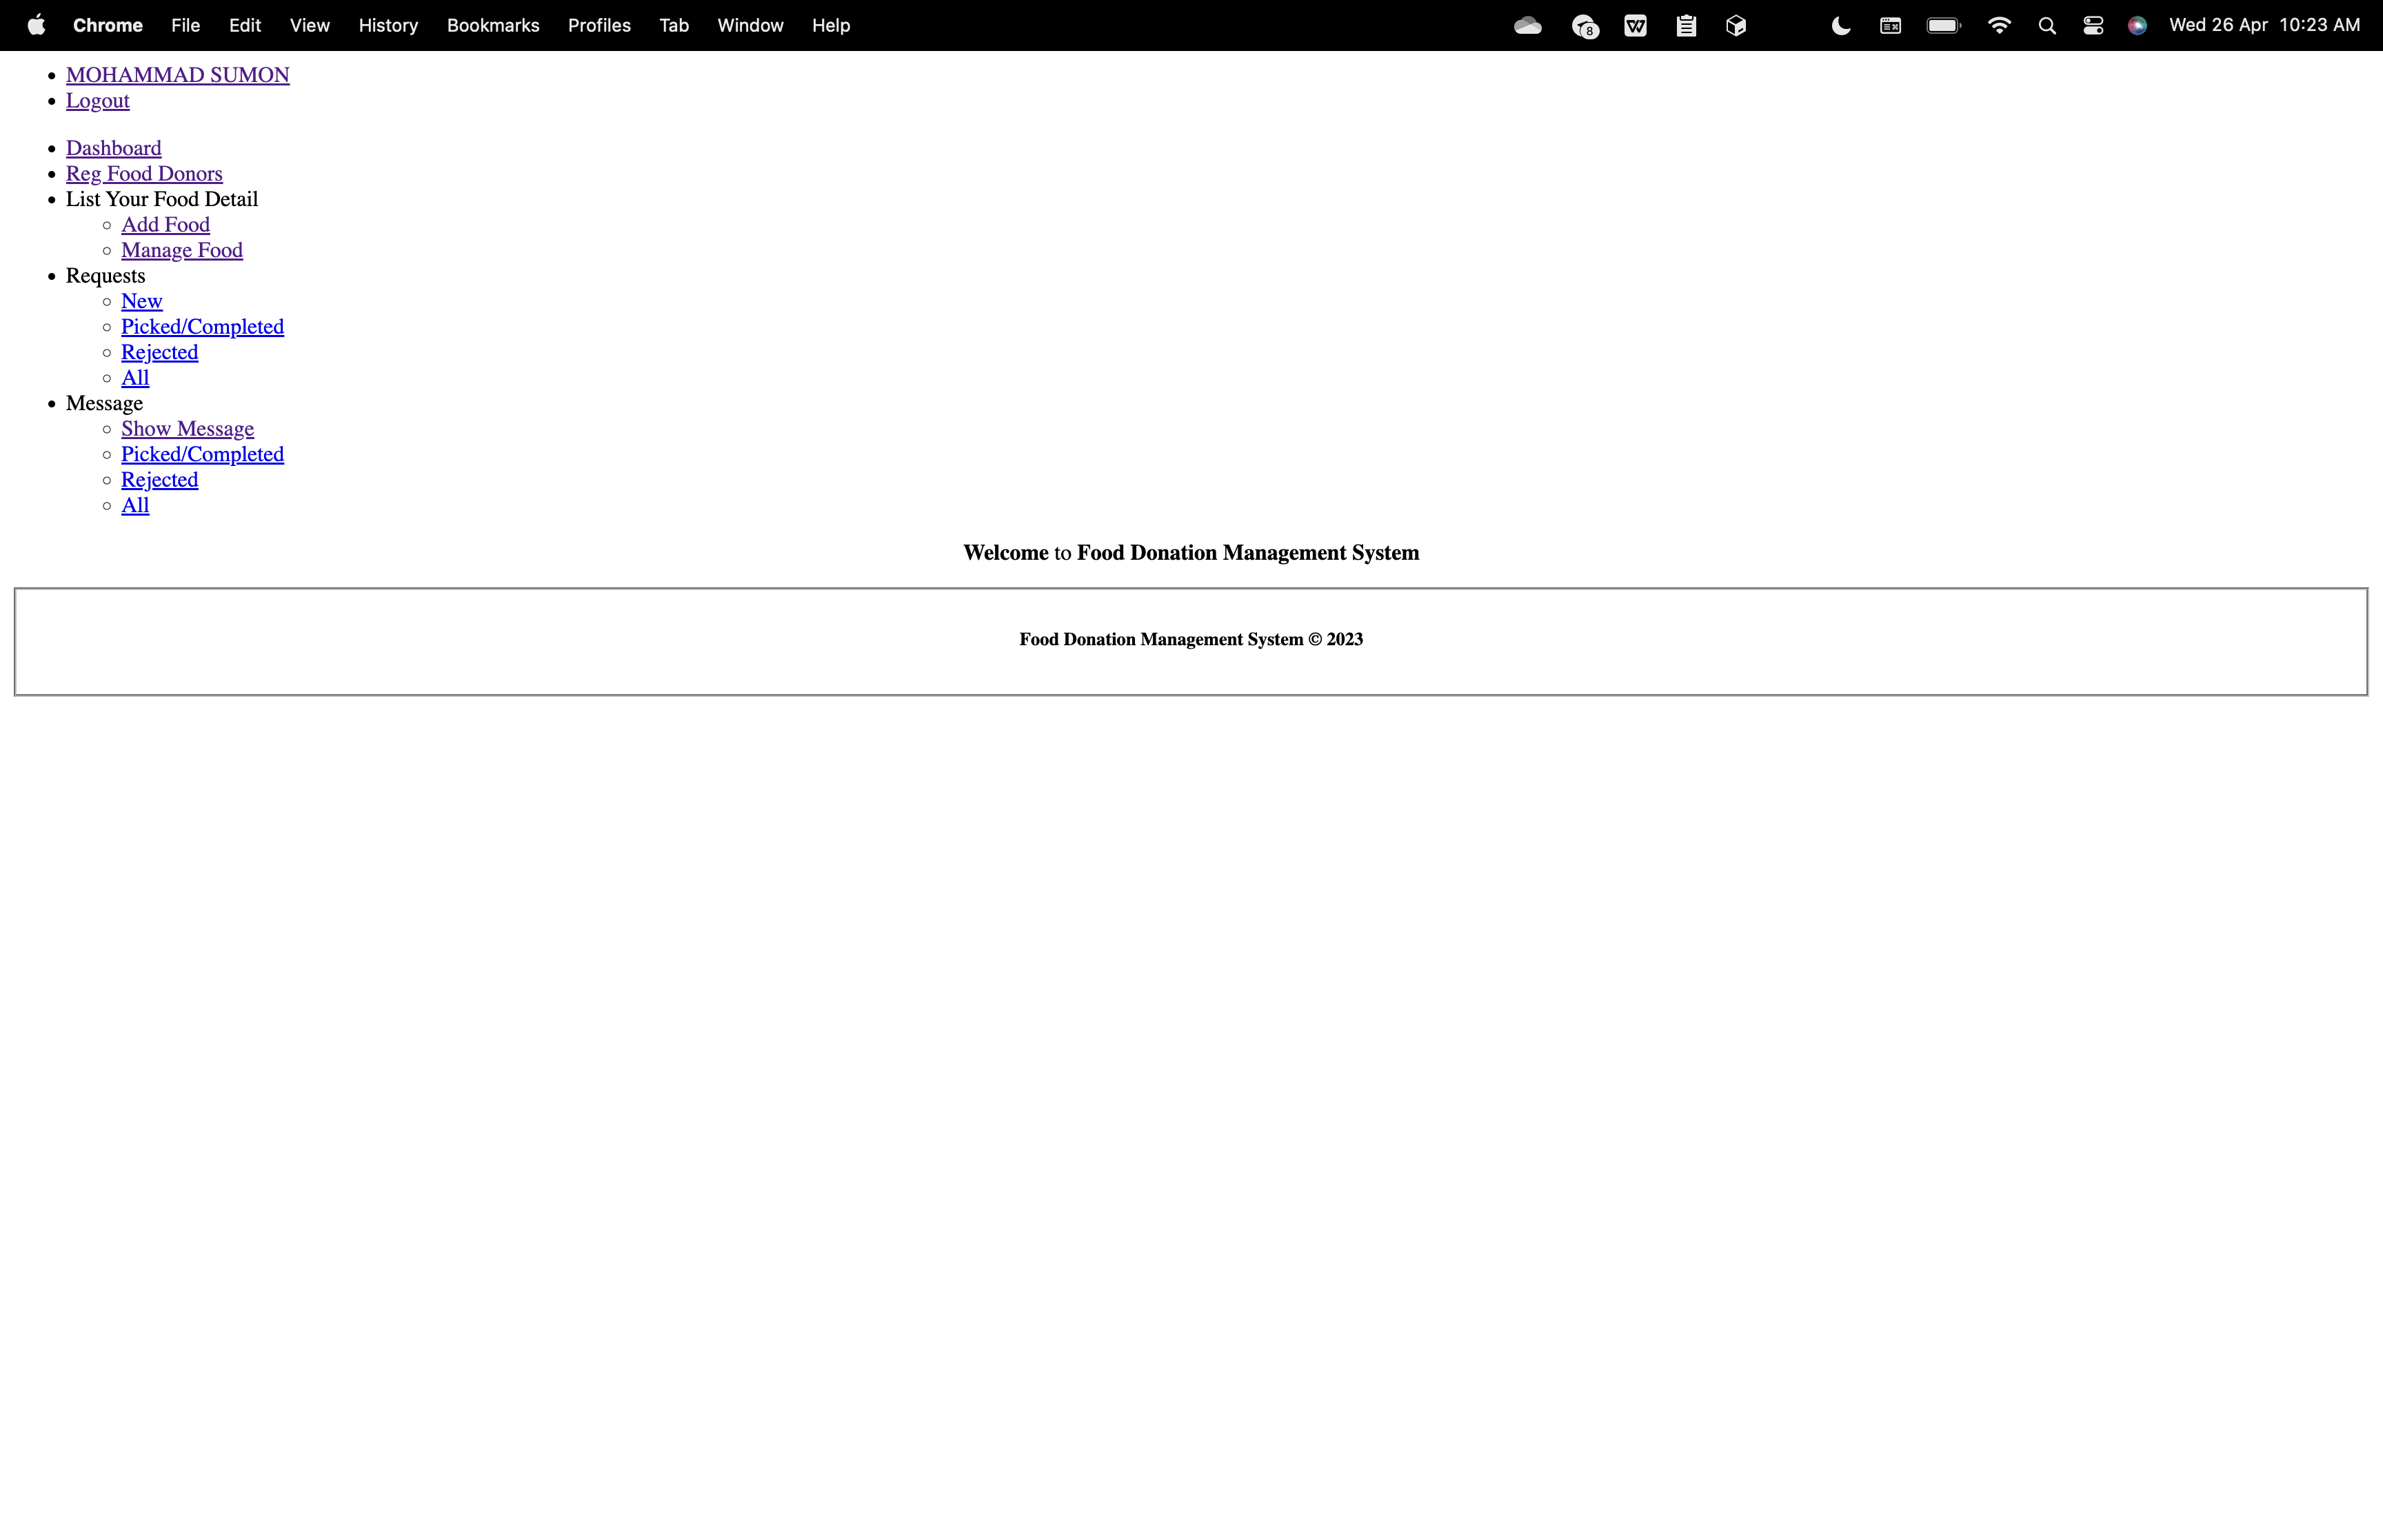 Chrome File Edit View History Bookmarks Profiles Tab Window Help 8 W Wed 26 Apr 10:23 AM
MOHAMMAD SUMON
Logout
Dashboard
Reg Food Donors
List Your Food Detail
Add Food
Manage Food
Requests
New
Picked/Completed
Rejected
All
Message
Show Message
Picked/Completed
Rejected
All
Welcome to Food Donation Management System
Food Donation Management System © 2023